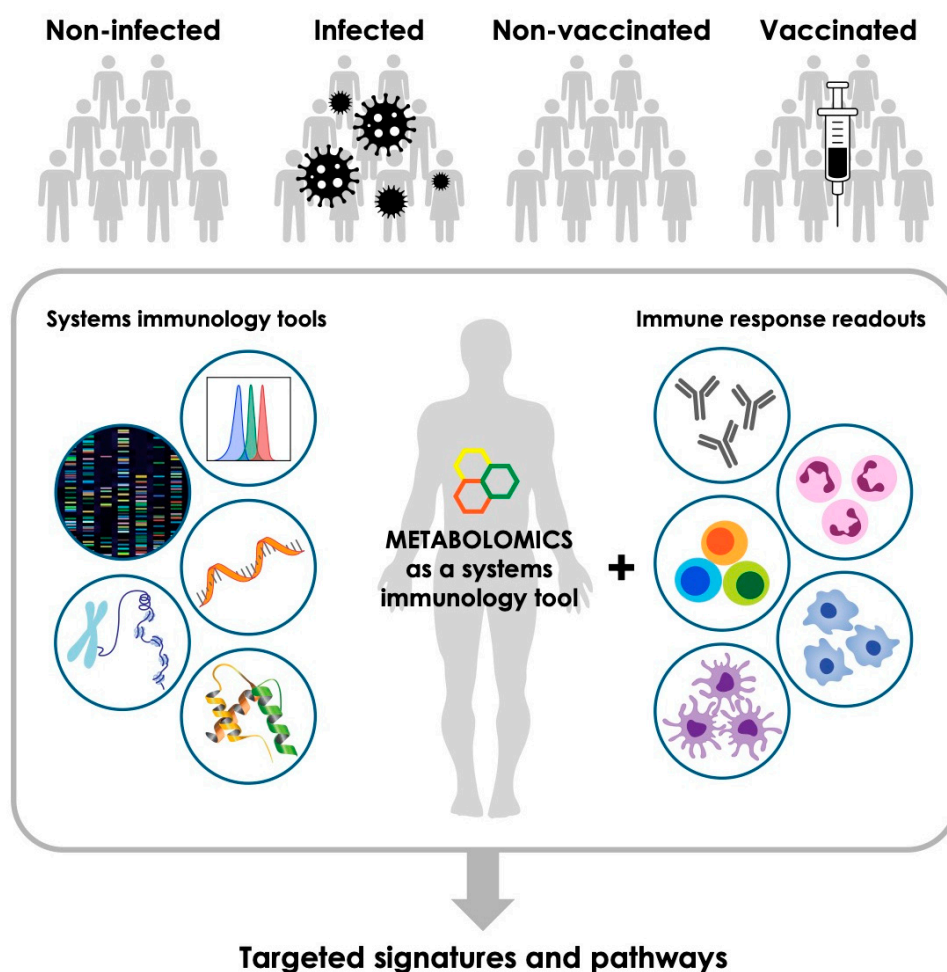 Non-infected
Infected
Non-vaccinated
Vaccinated
Systems immunology tools
Immune response readouts
METABOLOMICS
as a systems
immunology tool
+
Targeted signatures and pathways